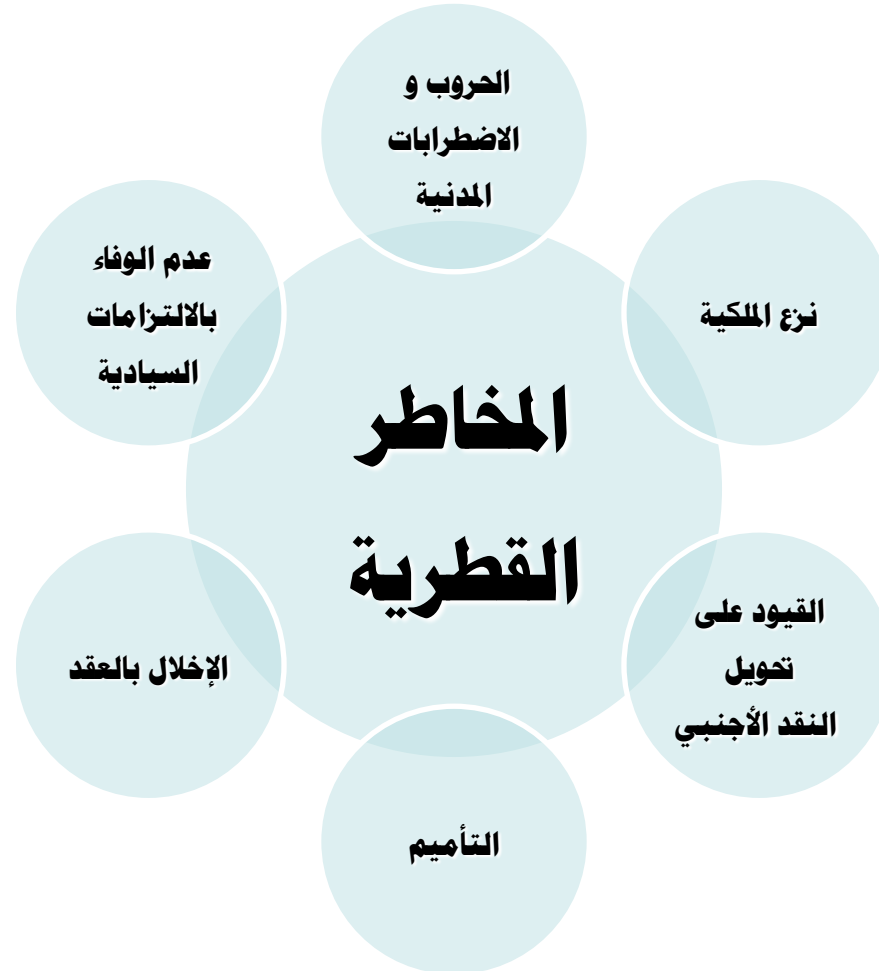 الحروب و
الاضطرابات
المدنية
نزع الملكية
عدم الوفاء
بالالتزامات
السيادية
المخاطر
القطرية
القيود على
تحويل
النقد الأجنبي
الإخلال بالعقد
التأميم